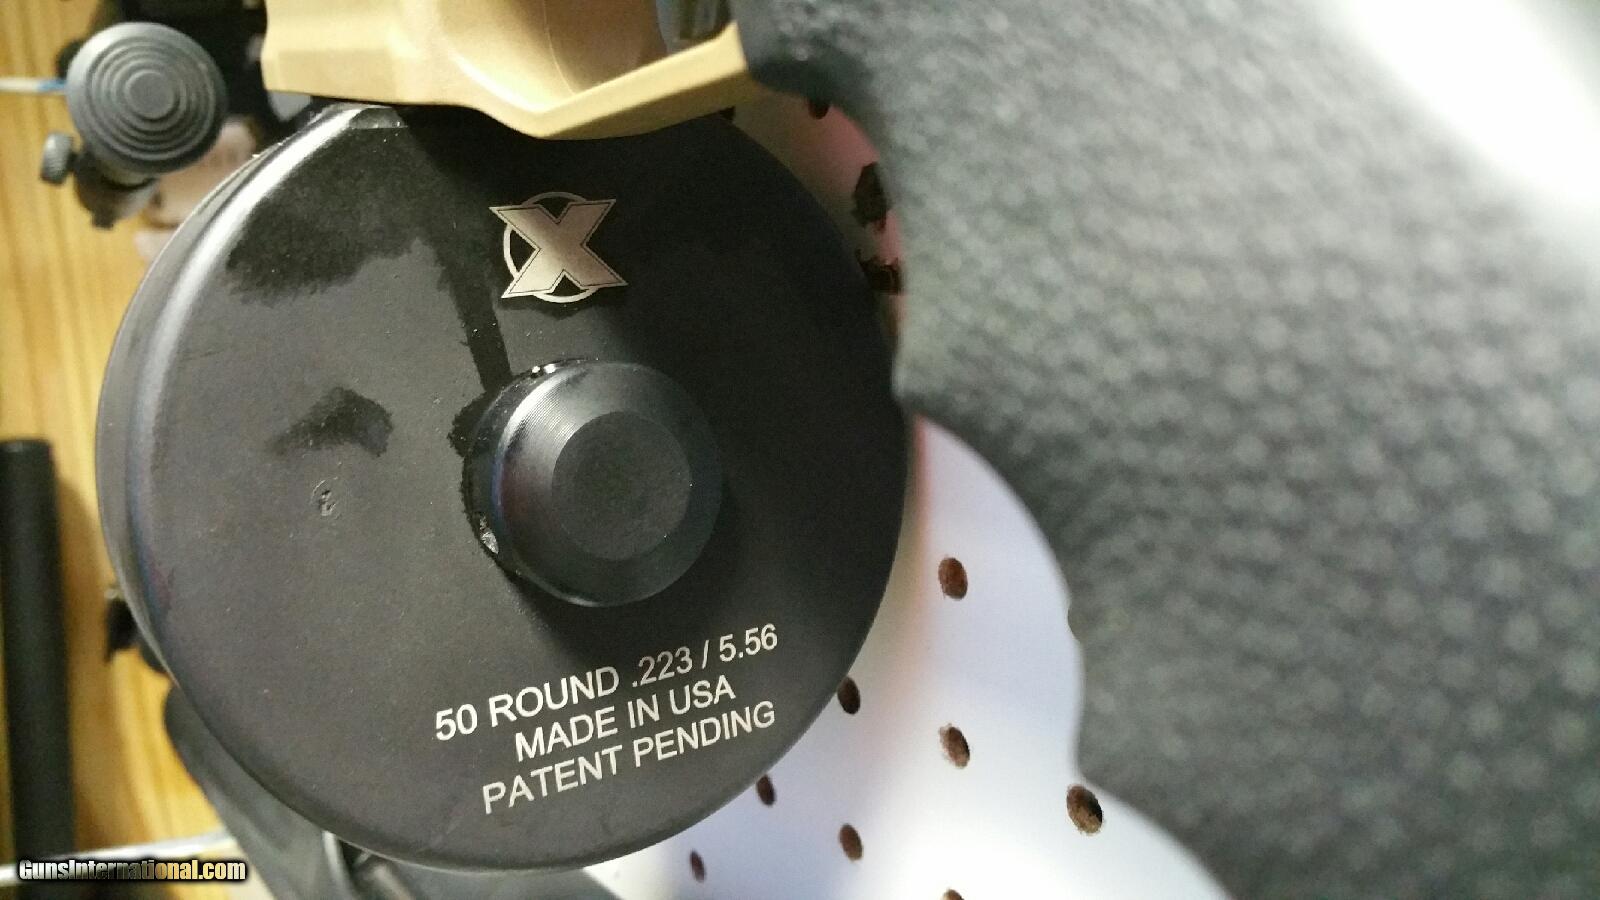 X
50 ROUND .223 / 5.56
MADE IN USA
PATENT PENDING
GunsInternational.com